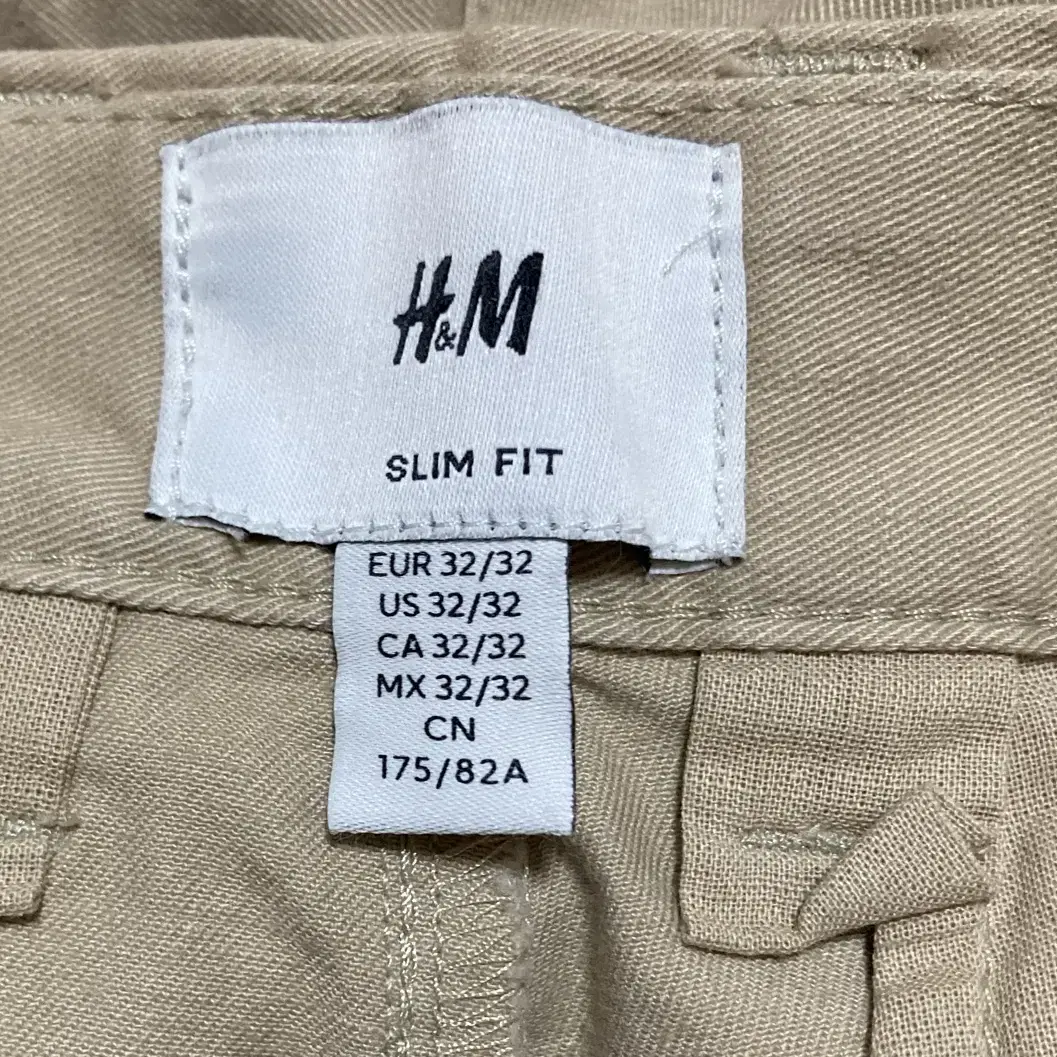 H&M
SLIM FIT
EUR 32/32
US 32/32
CA 32/32
MX 32/32
CN
175/82A